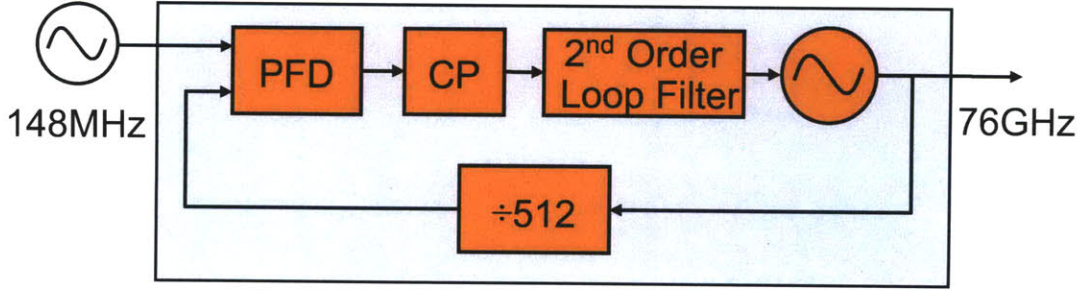 148MHz
PFD
CP
2nd Order
Loop Filter
76GHz
÷512